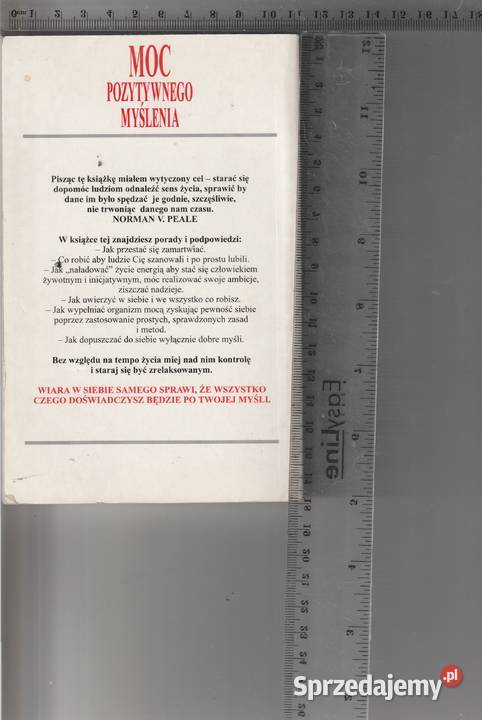 MOC
POZYTYWNEGO
MYŚLENIA
Pisząc tę książkę miałem wytyczony cel – starać się
dopomóc ludziom odnaleźć sens życia, sprawić by
dane im było spędzać je godnie, szczęśliwie,
nie trwoniąc danego nam czasu.
NORMAN V. PEALE
W książce tej znajdziesz porady i podpowiedzi:
– Jak przestać się zamartwiać.
– Co robić aby ludzie Cię szanowali i po prostu lubili.
– Jak „naładować” życie energią aby stać się człowiekiem
żywotnym i inicjatywnym, móc realizować swoje ambicje,
ziszczać nadzieje.
– Jak uwierzyć w siebie i we wszystko co robisz.
– Jak wypełniać organizm mocą zyskując pewność siebie
poprzez zastosowanie prostych, sprawdzonych zasad
i metod.
– Jak dopuszczać do siebie wyłącznie dobre myśli.
Bez względu na tempo życia miej nad nim kontrolę
i staraj się być zrelaksowanym.
WIARA W SIEBIE SAMEGO SPRAWI, ŻE WSZYSTKO
CZEGO DOŚWIADCZYSZ BĘDZIE PO TWOJEJ MYŚLI.
EasyLine
Sprzedajemy.pl